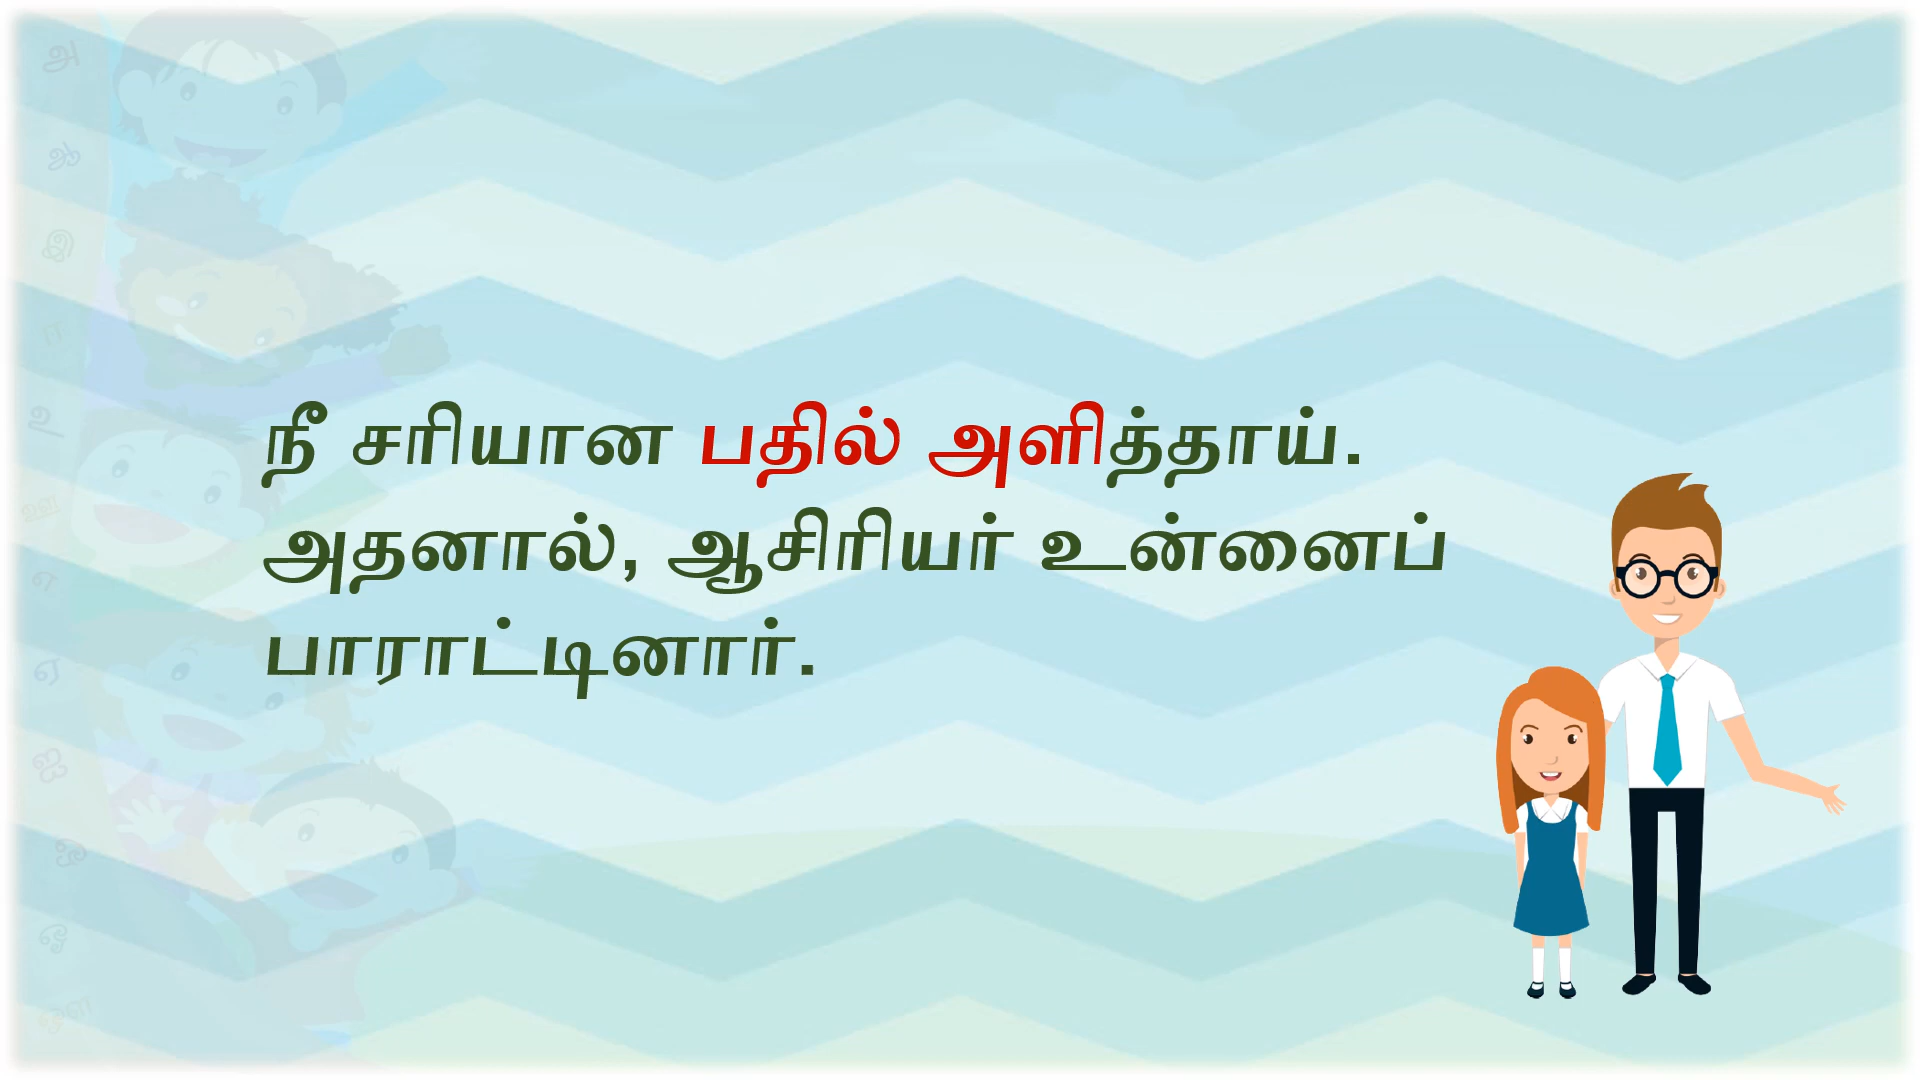 நீ சரியான பதில் அளித்தாய்.
அதனால், ஆசிரியர் உன்னைப்
பாராட்டினார்.